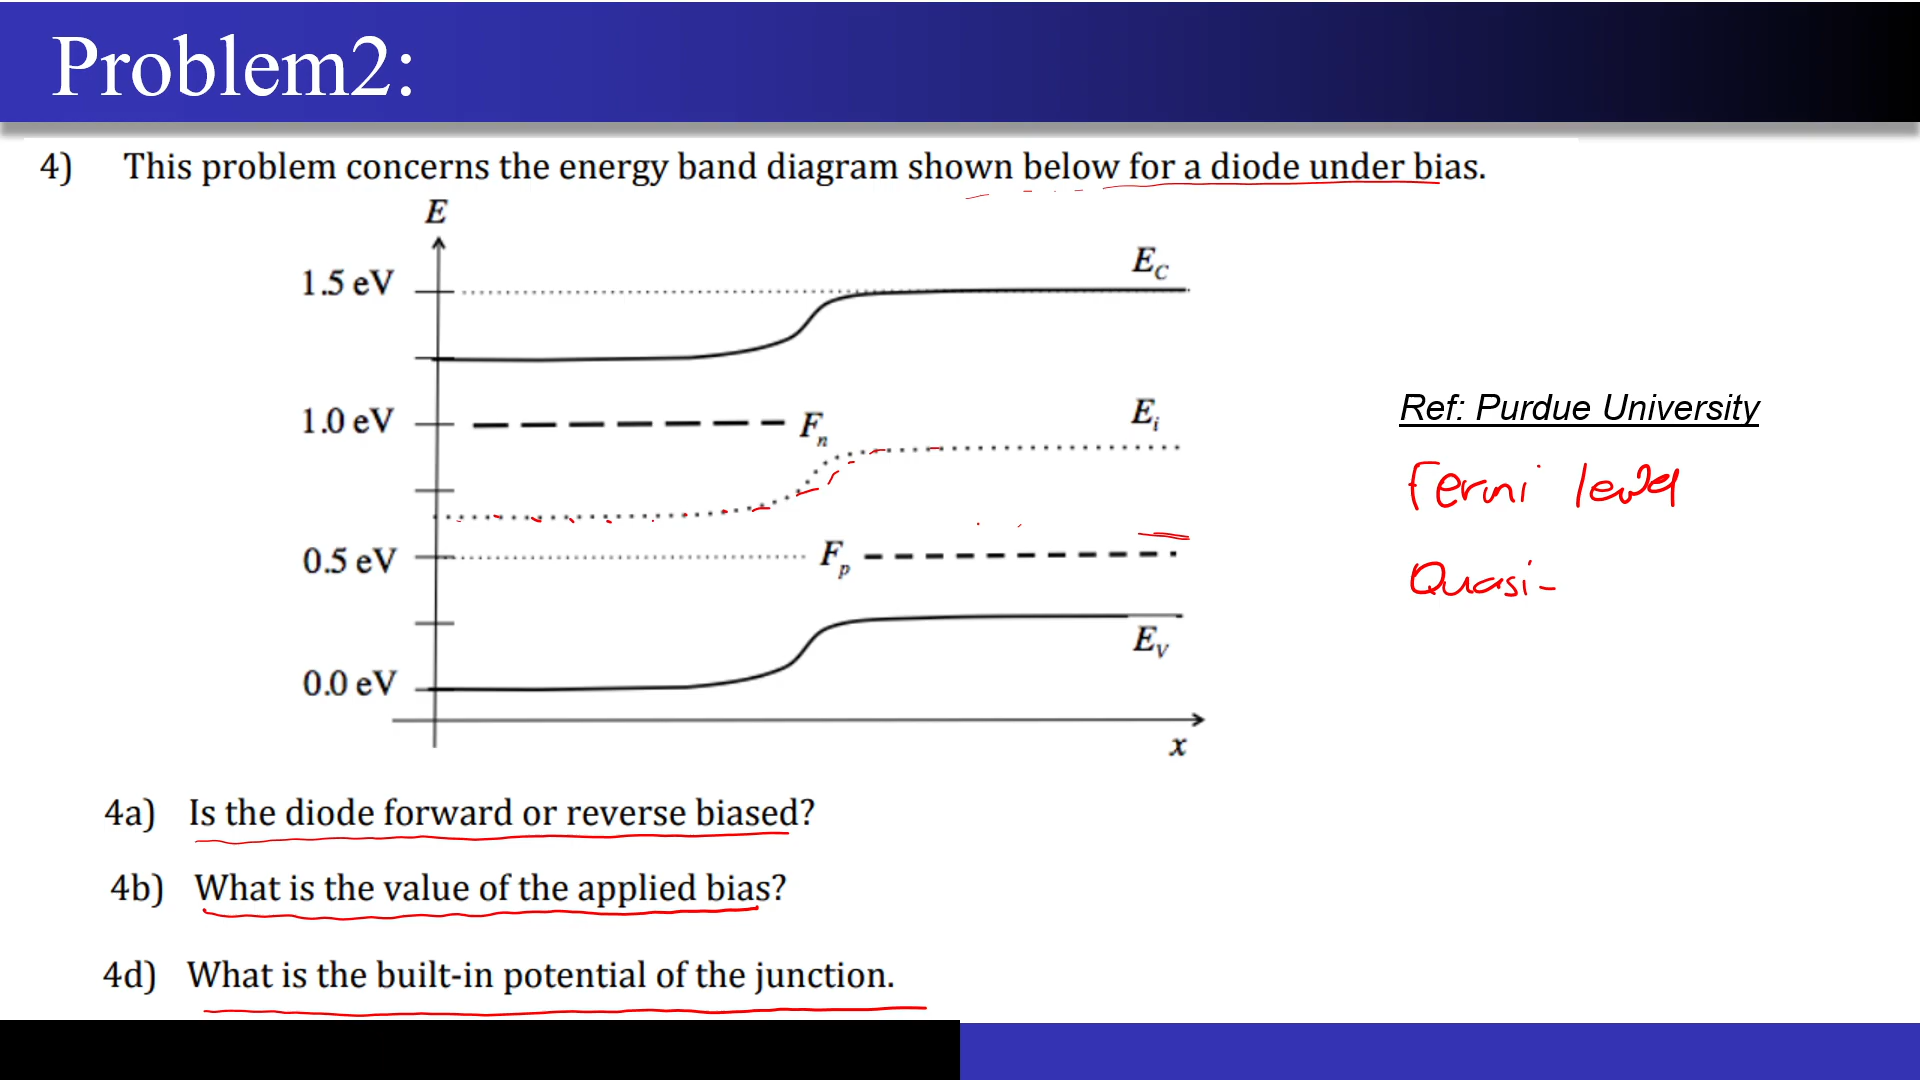 Problem2:
4) This problem concerns the energy band diagram shown below for a diode under bias.
E
1.5 eV
E_C
1.0 eV
F_n
E_i
Ref: Purdue University
Fermi level
0.5 eV
F_p
Quasi-
E_V
0.0 eV
x
4a) Is the diode forward or reverse biased?
4b) What is the value of the applied bias?
4d) What is the built-in potential of the junction.